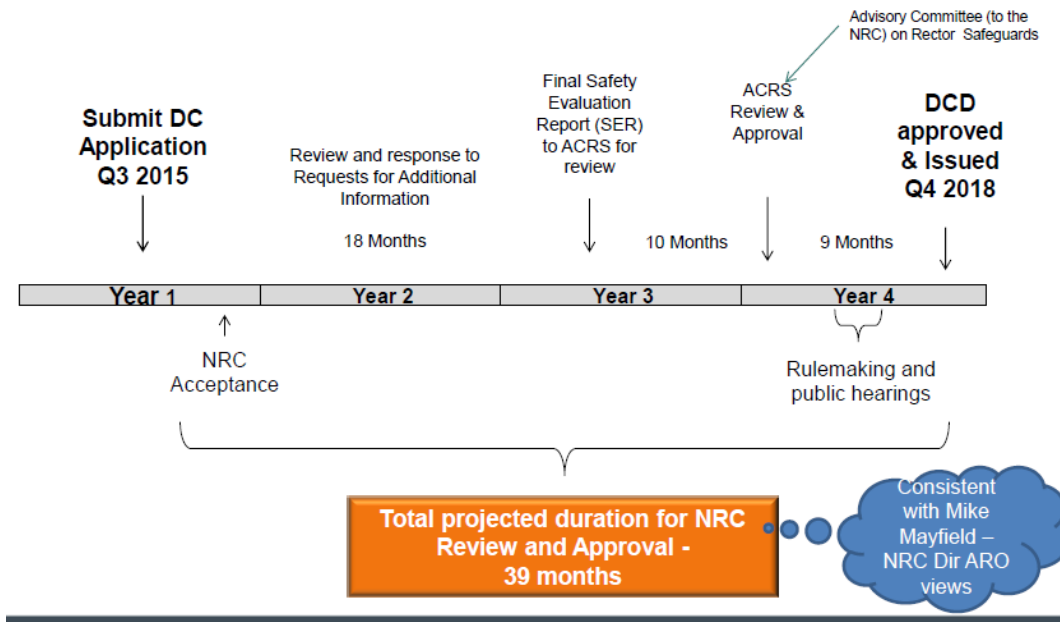 Advisory Committee (to the
NRC) on Rector Safeguards
Submit DC
Application
Q3 2015
Review and response to
Requests for Additional
Information
18 Months
Final Safety
Evaluation
Report (SER)
to ACRS for
review
10 Months
ACRS
Review &
Approval
9 Months
DCD
approved
& Issued
Q4 2018
Year 1
Year 2
Year 3
Year 4
NRC
Acceptance
Rulemaking and
public hearings
Total projected duration for NRC
Review and Approval -
39 months
Consistent
with Mike
Mayfield –
NRC Dir ARO
views